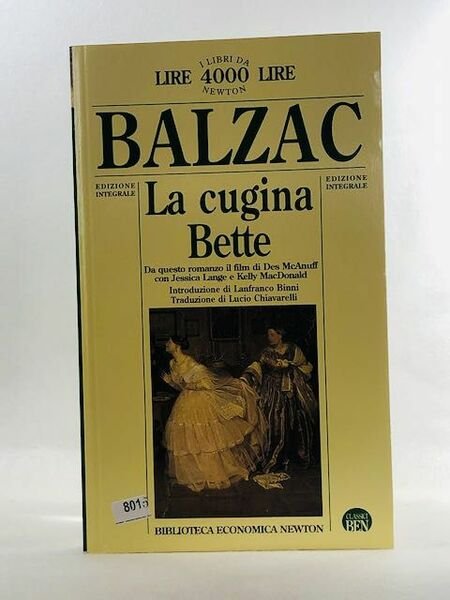 I LIBRI DA
LIRE 4000 LIRE
NEWTON
BALZAC
EDIZIONE
INTEGRALE
EDIZIONE
INTEGRALE
La cugina
Bette
Da questo romanzo il film di Des McAnuff
con Jessica Lange e Kelly MacDonald
Introduzione di Lanfranco Binni
Traduzione di Lucio Chiavarelli
8015
CLASSICI
BEN
BIBLIOTECA ECONOMICA NEWTON